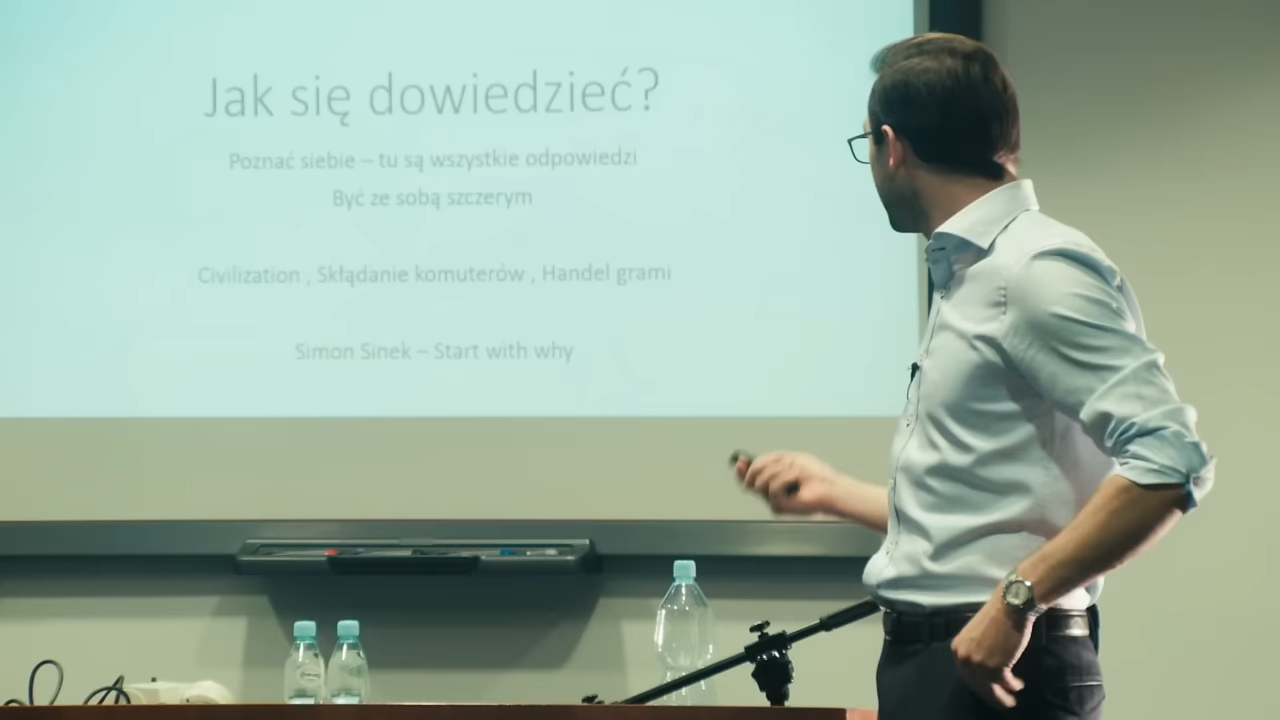 Jak się dowiedzieć?
Poznać siebie – tu są wszystkie odpowiedzi
Być ze sobą szczerym
Civilization , Skłądanie komuterów , Handel grami
Simon Sinek – Start with why